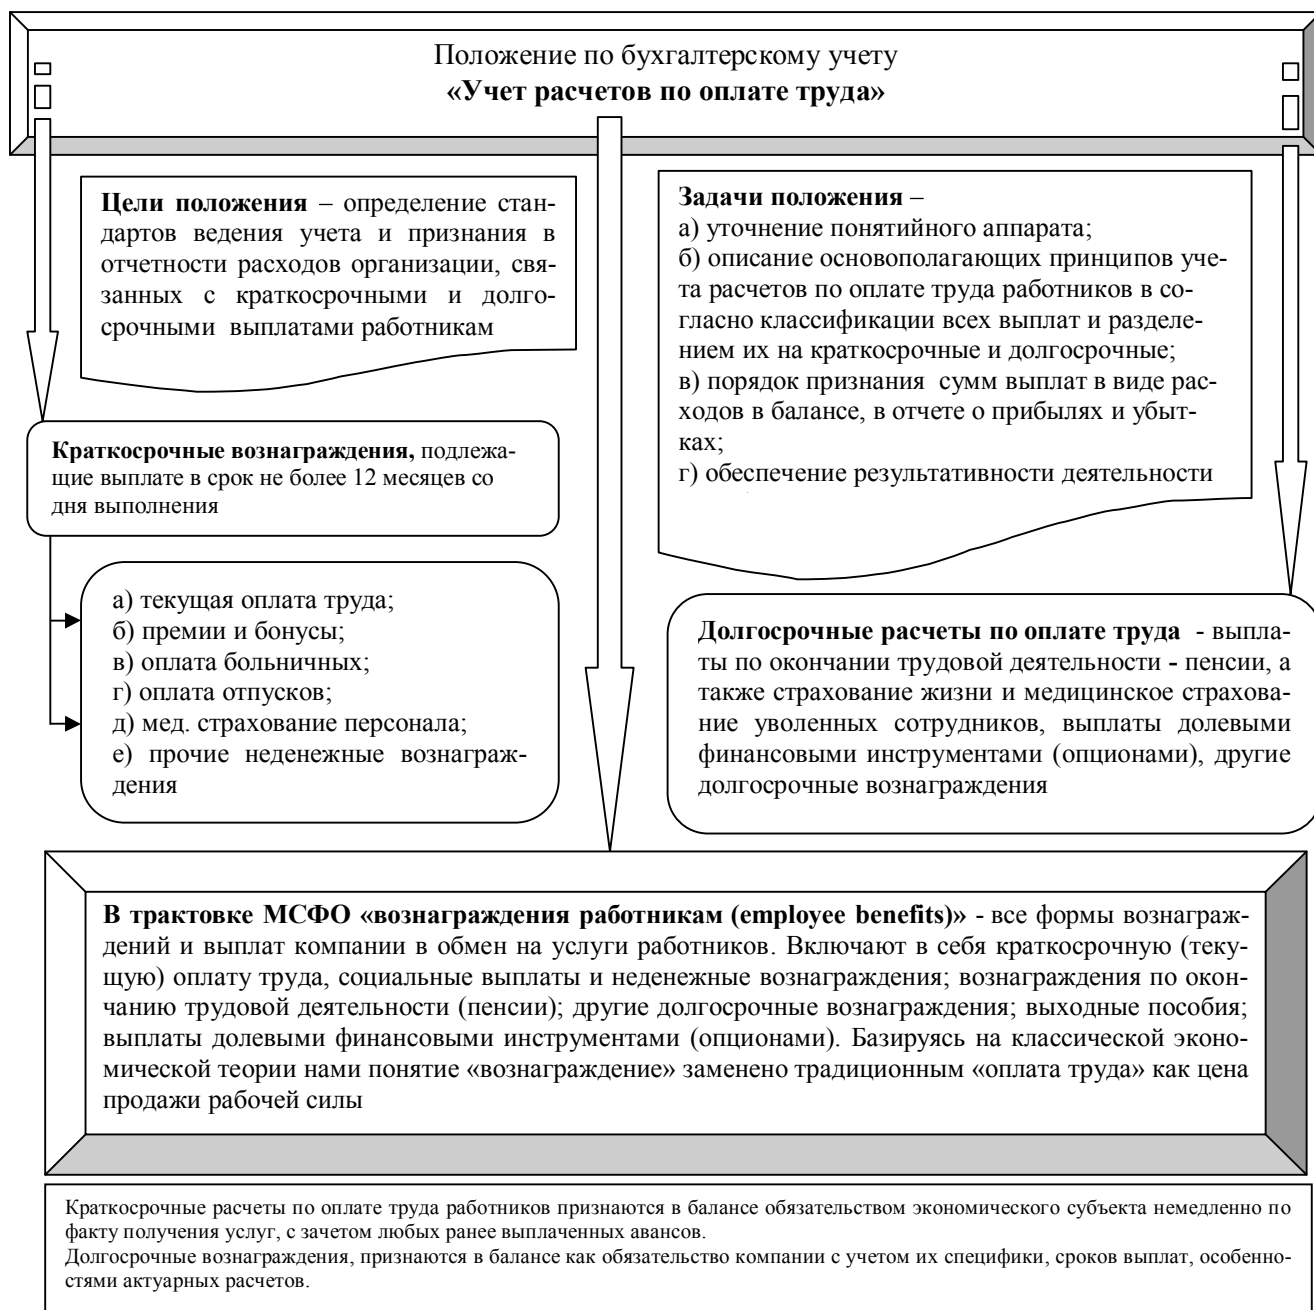 Положение по бухгалтерскому учету
«Учет расчетов по оплате труда»
Цели положения – определение стан-
дартов ведения учета и признания в
отчетности расходов организации, свя-
занных с краткосрочными и долго-
срочными выплатами работникам
Задачи положения –
а) уточнение понятийного аппарата;
б) описание основополагающих принципов уче-
та расчетов по оплате труда работников в со-
гласно классификации всех выплат и разделе-
нием их на краткосрочные и долгосрочные;
в) порядок признания сумм выплат в виде рас-
ходов в балансе, в отчете о прибылях и убыт-
ках;
г) обеспечение результативности деятельности
Краткосрочные вознаграждения, подлежа-
щие выплате в срок не более 12 месяцев со
дня выполнения
а) текущая оплата труда;
б) премии и бонусы;
в) оплата больничных;
г) оплата отпусков;
д) мед. страхование персонала;
е) прочие неденежные вознаграж-
дения
Долгосрочные расчеты по оплате труда - выпла-
ты по окончании трудовой деятельности - пенсии, а
также страхование жизни и медицинское страхова-
ние уволенных сотрудников, выплаты долевыми
финансовыми инструментами (опционами), другие
долгосрочные вознаграждения
В трактовке МСФО «вознаграждения работникам (employee benefits)» - все формы вознаграж-
дений и выплат компании в обмен на услуги работников. Включают в себя краткосрочную (теку-
щую) оплату труда, социальные выплаты и неденежные вознаграждения; вознаграждения по окон-
чанию трудовой деятельности (пенсии); другие долгосрочные вознаграждения; выходные пособия;
выплаты долевыми финансовыми инструментами (опционами). Базируясь на классической эконо-
мической теории нами понятие «вознаграждение» заменено традиционным «оплата труда» как цена
продажи рабочей силы
Краткосрочные расчеты по оплате труда работников признаются в балансе обязательством экономического субъекта немедленно по
факту получения услуг, с зачетом любых ранее выплаченных авансов.
Долгосрочные вознаграждения, признаются в балансе как обязательство компании с учетом их специфики, сроков выплат, особенно-
стями актуарных расчетов.